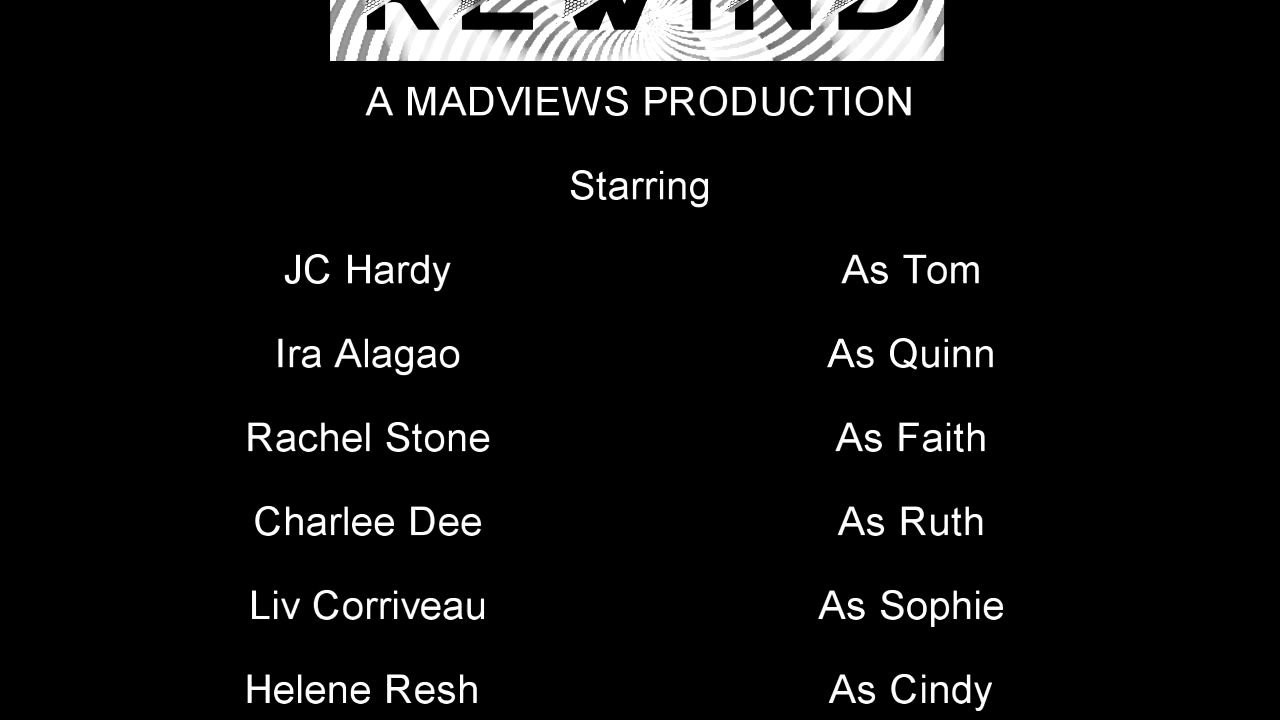 REWIND
A MADVIEWS PRODUCTION
Starring
JC Hardy As Tom
Ira Alagao As Quinn
Rachel Stone As Faith
Charlee Dee As Ruth
Liv Corriveau As Sophie
Helene Resh As Cindy